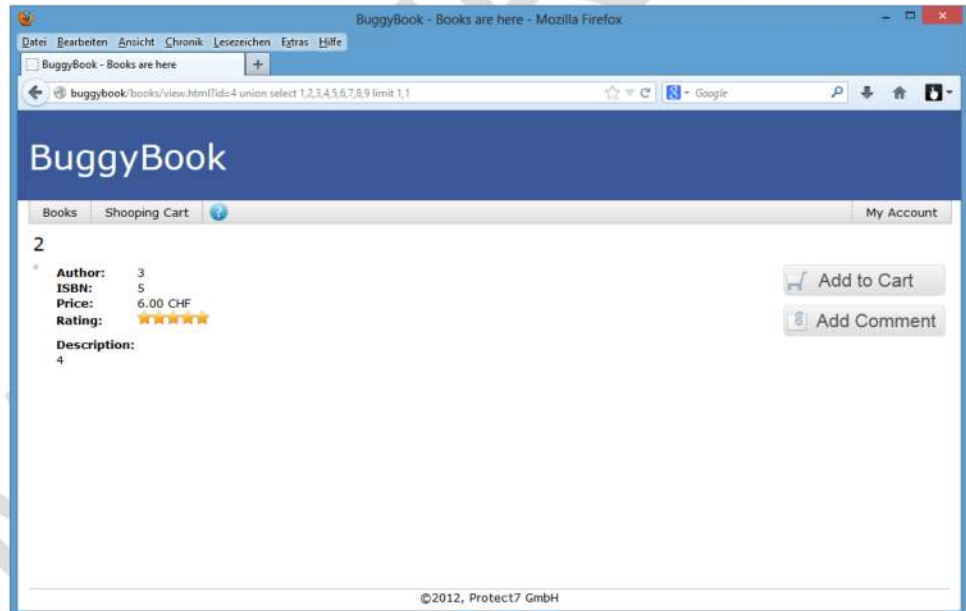 BuggyBook - Books are here - Mozilla Firefox
Datei Bearbeiten Ansicht Chronik Lesezeichen Extras Hilfe
BuggyBook - Books are here
buggybook/books/view.html?id=4 union select 1,2,3,4,5,6,7,8,9 limit 1,1
Google
BuggyBook
Books Shooping Cart My Account
2
Author: 3
ISBN: 5
Price: 6.00 CHF
Rating:
Description:
4
Add to Cart
Add Comment
©2012, Protect7 GmbH